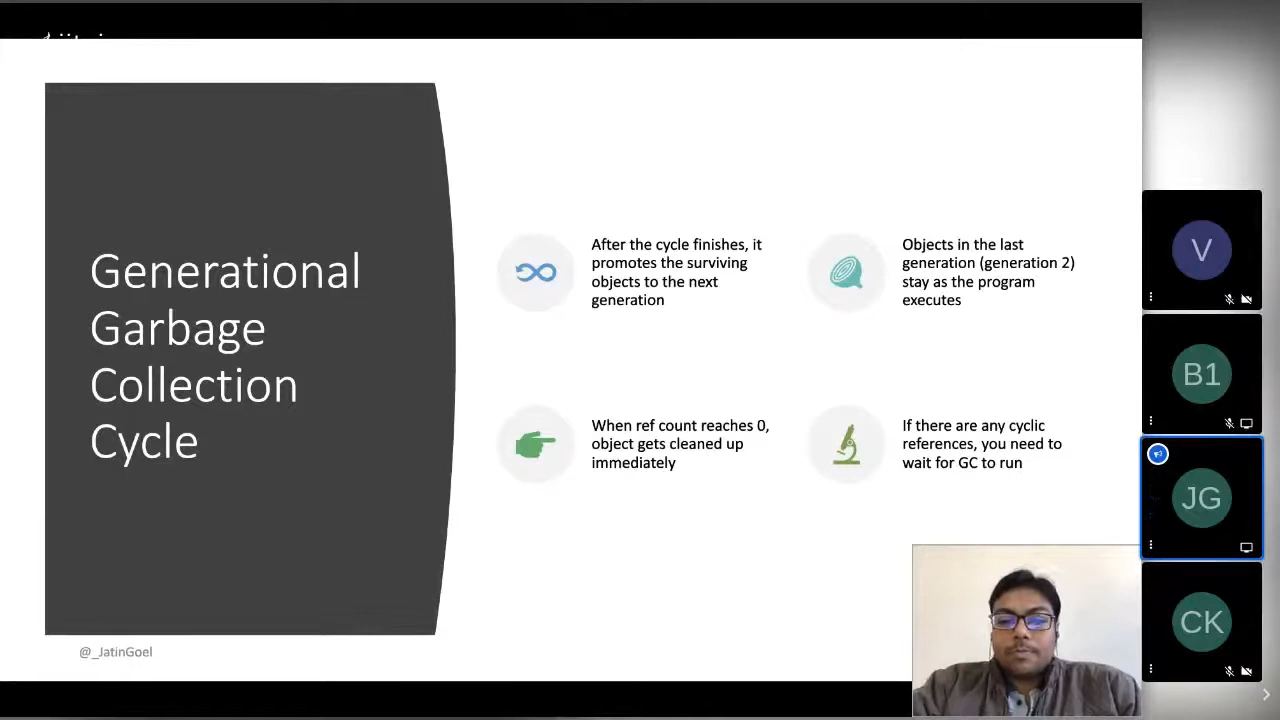 Generational
Garbage
Collection
Cycle
After the cycle finishes, it
promotes the surviving
objects to the next
generation
Objects in the last
generation (generation 2)
stay as the program
executes
When ref count reaches 0,
object gets cleaned up
immediately
If there are any cyclic
references, you need to
wait for GC to run
@_JatinGoel
V
B1
JG
CK